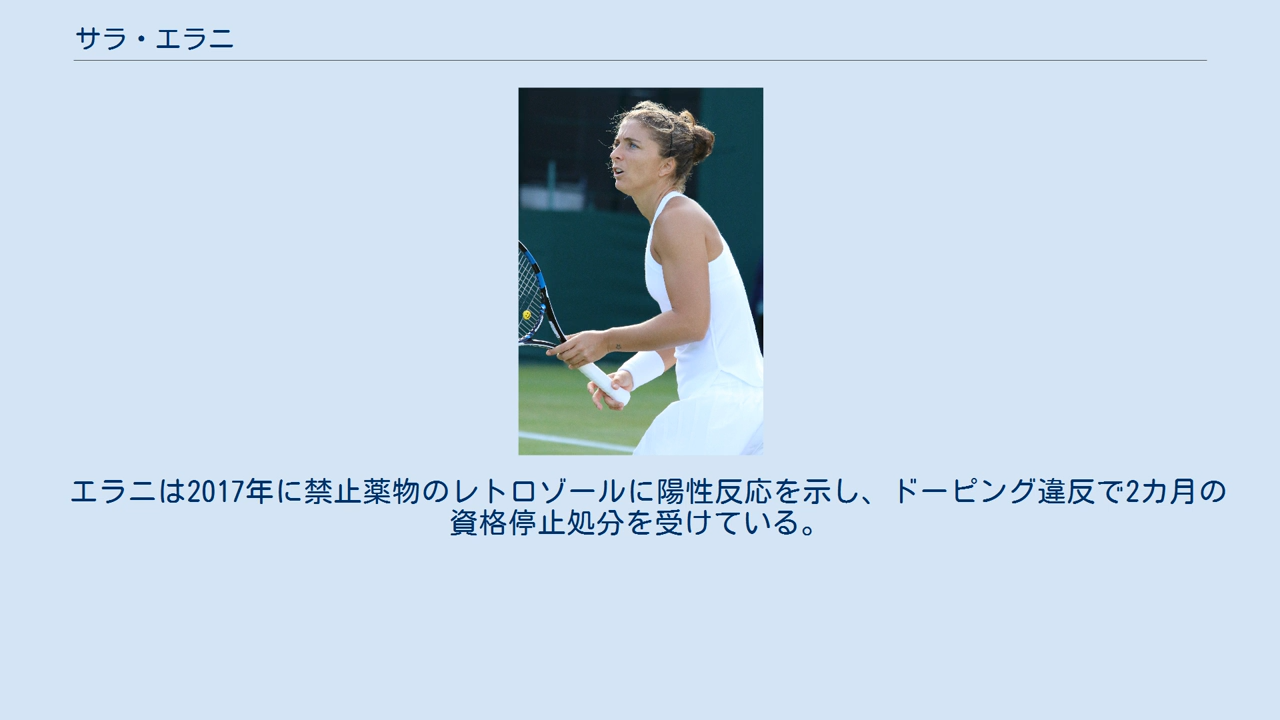 サラ・エラニ
エラニは2017年に禁止薬物のレトロゾールに陽性反応を示し、ドーピング違反で2カ月の
資格停止処分を受けている。